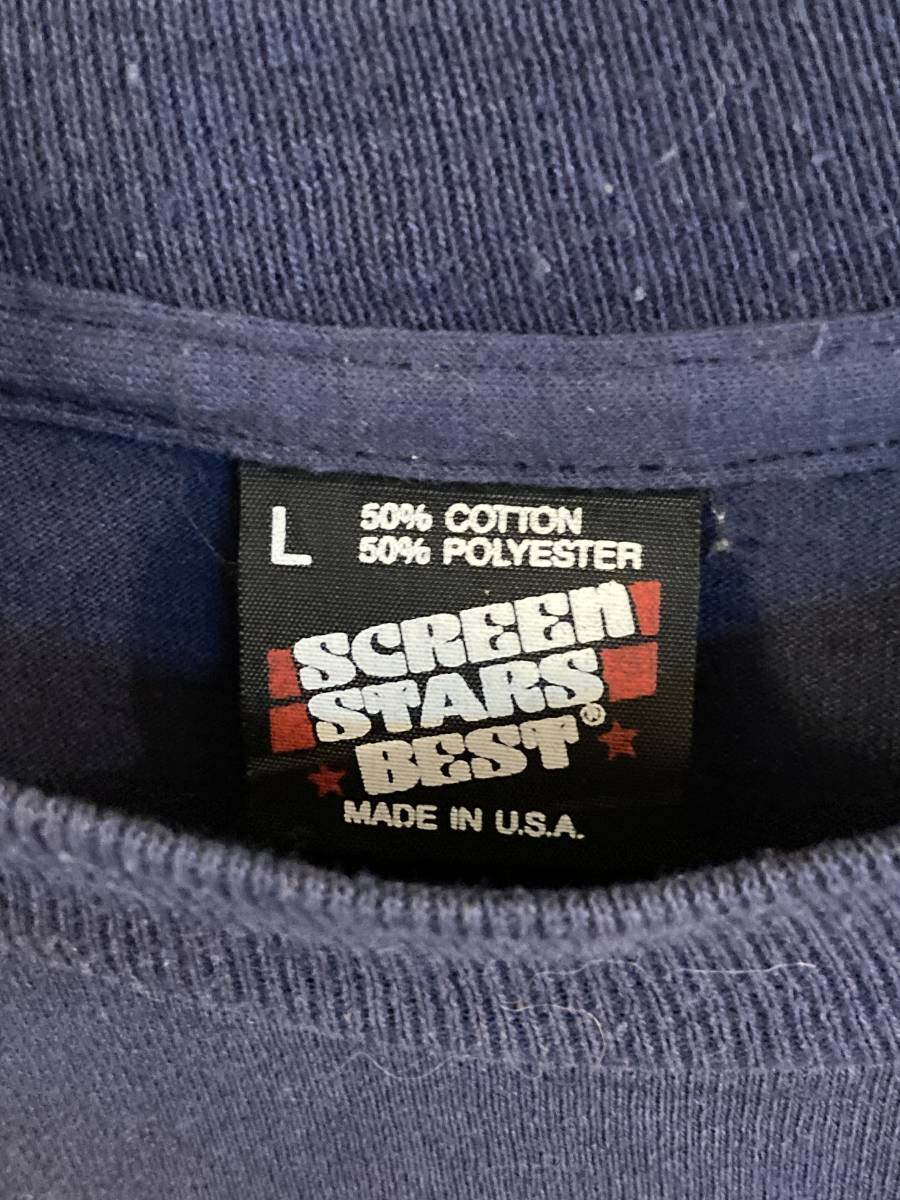 L
50% COTTON
50% POLYESTER
SCREEN
STARS
BEST®
MADE IN U.S.A.